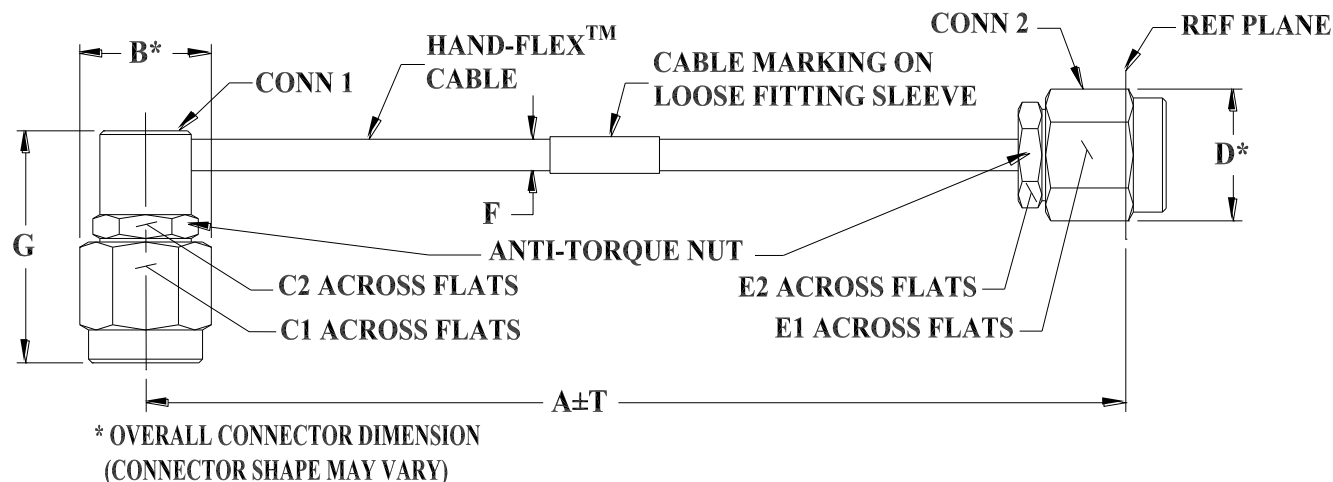 CONN 2
REF PLANE
B*
HAND-FLEX™
CABLE
CABLE MARKING ON
LOOSE FITTING SLEEVE
CONN 1
D*
F
G
ANTI-TORQUE NUT
C2 ACROSS FLATS
E2 ACROSS FLATS
C1 ACROSS FLATS
E1 ACROSS FLATS
A±T
* OVERALL CONNECTOR DIMENSION
(CONNECTOR SHAPE MAY VARY)